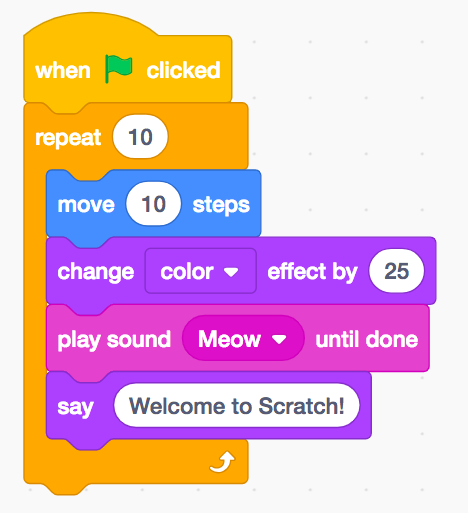 when clicked
repeat 10
move 10 steps
change color effect by 25
play sound Meow until done
say Welcome to Scratch!